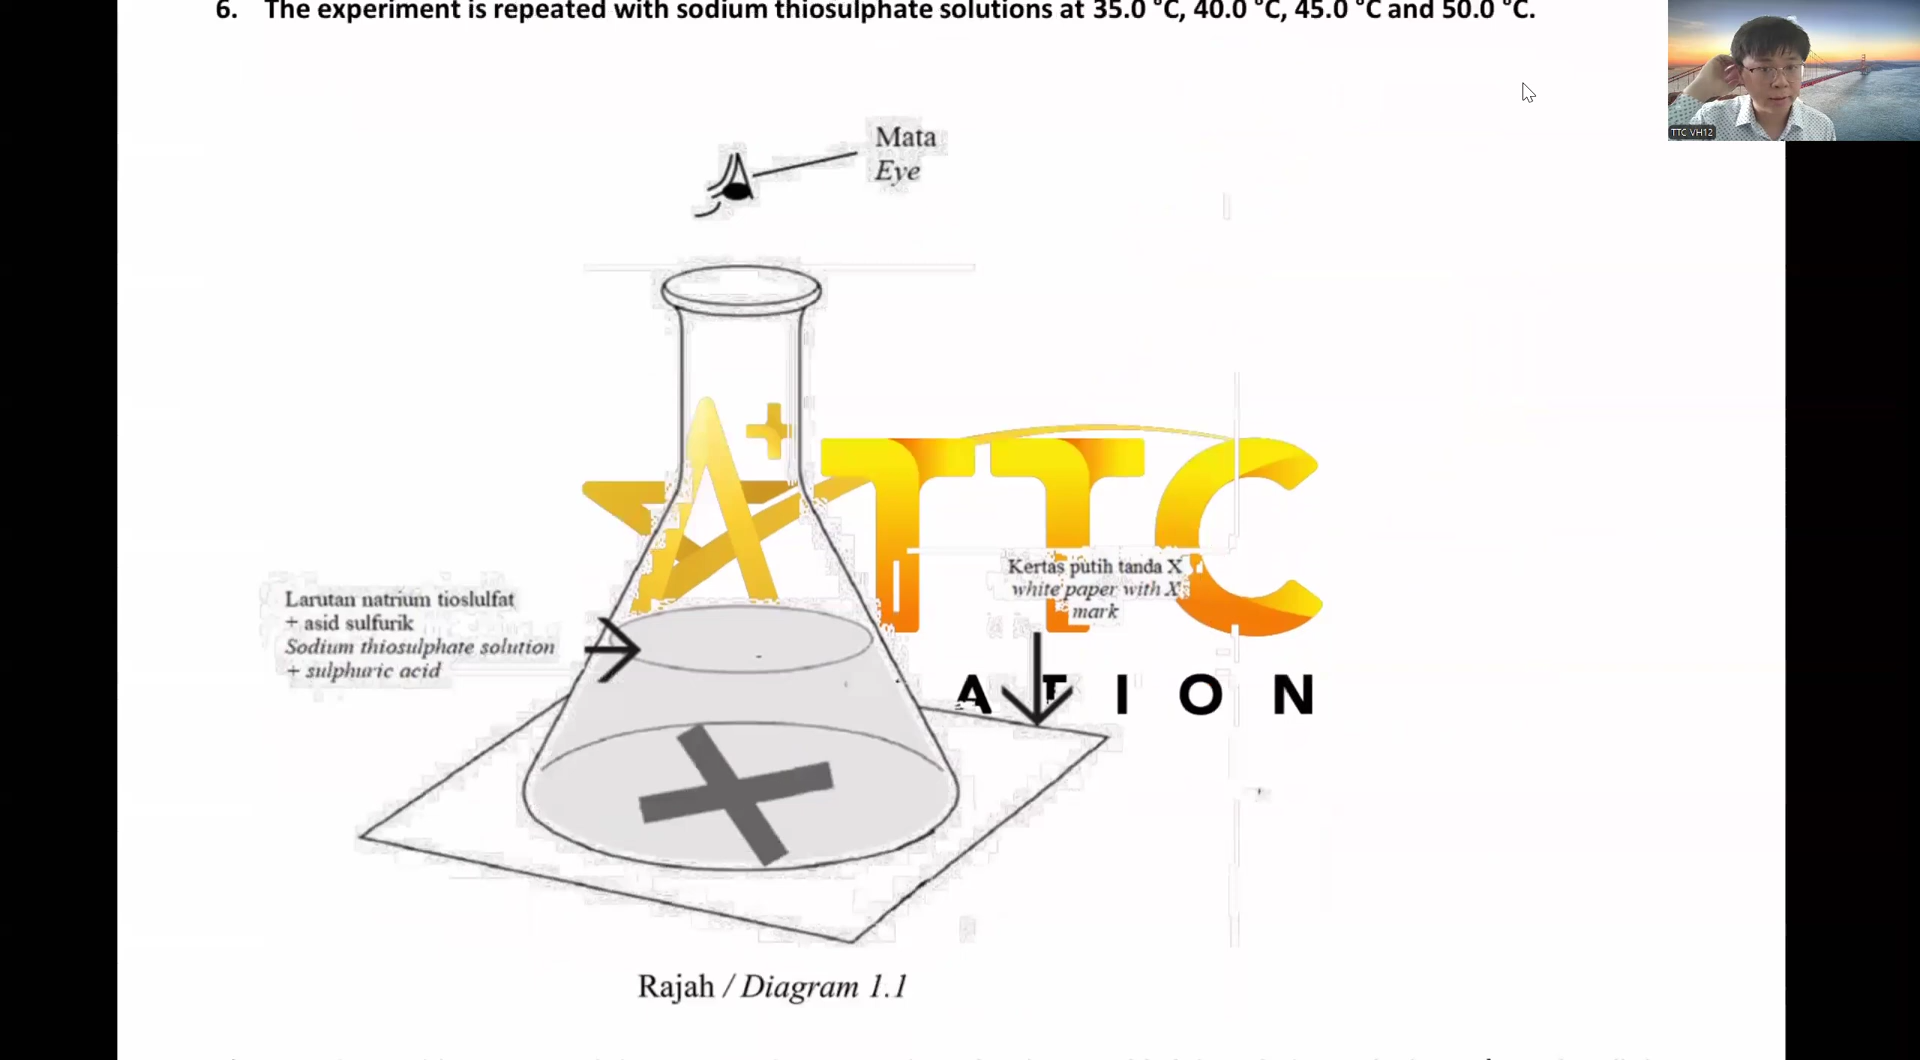 6. The experiment is repeated with sodium thiosulphate solutions at 35.0 °C, 40.0 °C, 45.0 °C and 50.0 °C.
TTC VH12
Mata
Eye
A+ TTC
Kertas putih tanda X
white paper with X
mark
Larutan natrium tioslulfat
+ asid sulfurik
Sodium thiosulphate solution
+ sulphuric acid
A T I O N
Rajah / Diagram 1.1